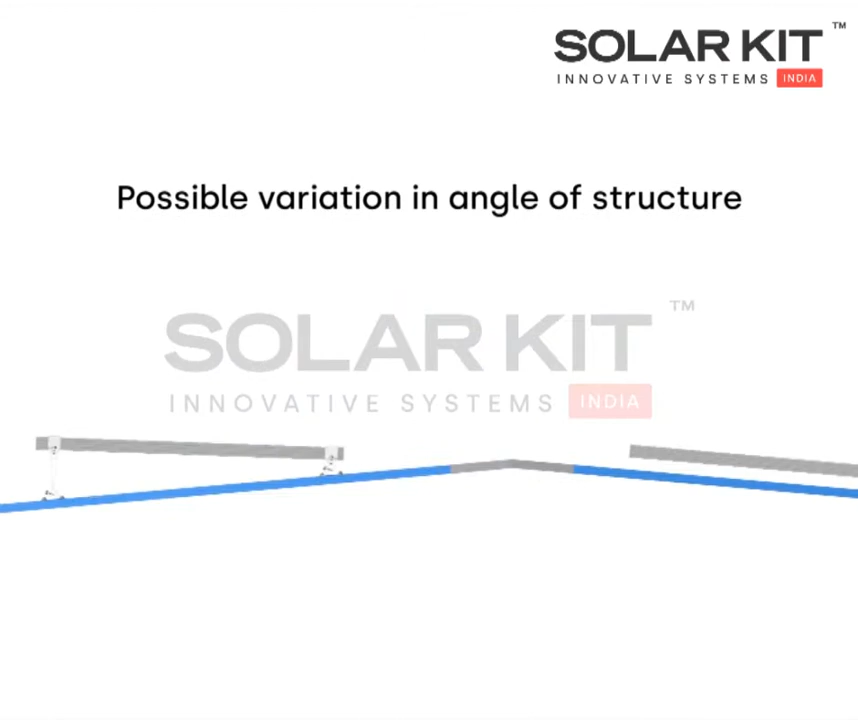 SOLAR KIT™
INNOVATIVE SYSTEMS INDIA
Possible variation in angle of structure
SOLAR KIT™
INNOVATIVE SYSTEMS INDIA